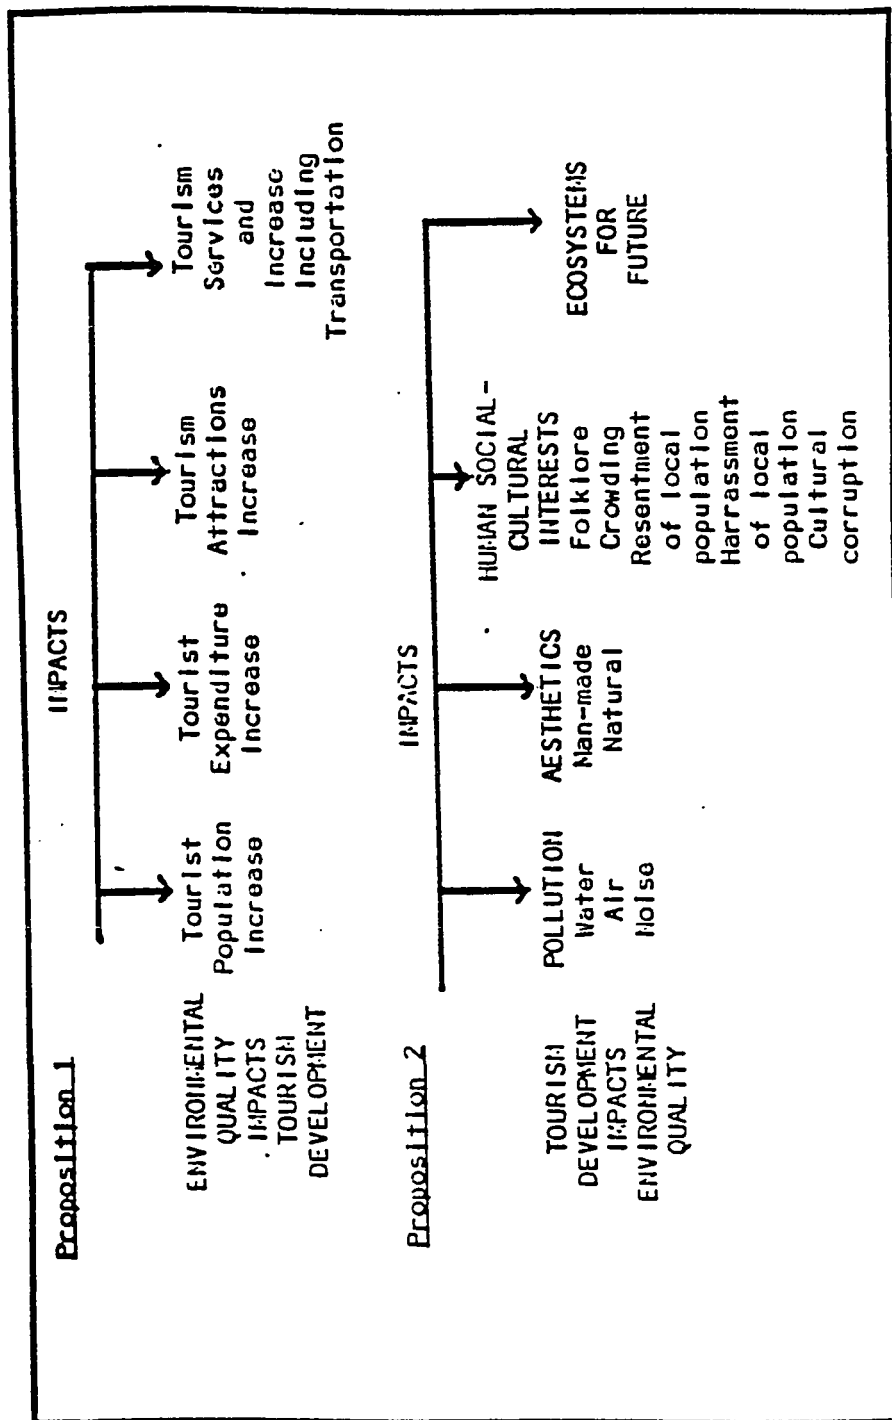 Proposition 1
IMPACTS
ENVIRONMENTAL
QUALITY
IMPACTS
TOURISM
DEVELOPMENT
Tourist
Population
Increase
Tourist
Expenditure
Increase
Tourism
Attractions
Increase
Tourism
Services
and
Increase
Including
Transportation
Proposition 2
IMPACTS
TOURISM
DEVELOPMENT
IMPACTS
ENVIRONMENTAL
QUALITY
POLLUTION
Water
Air
Noise
AESTHETICS
Man-made
Natural
HUMAN SOCIAL-
CULTURAL
INTERESTS
Folklore
Crowding
Resentment
of local
population
Harrassment
of local
population
Cultural
corruption
ECOSYSTEMS
FOR
FUTURE